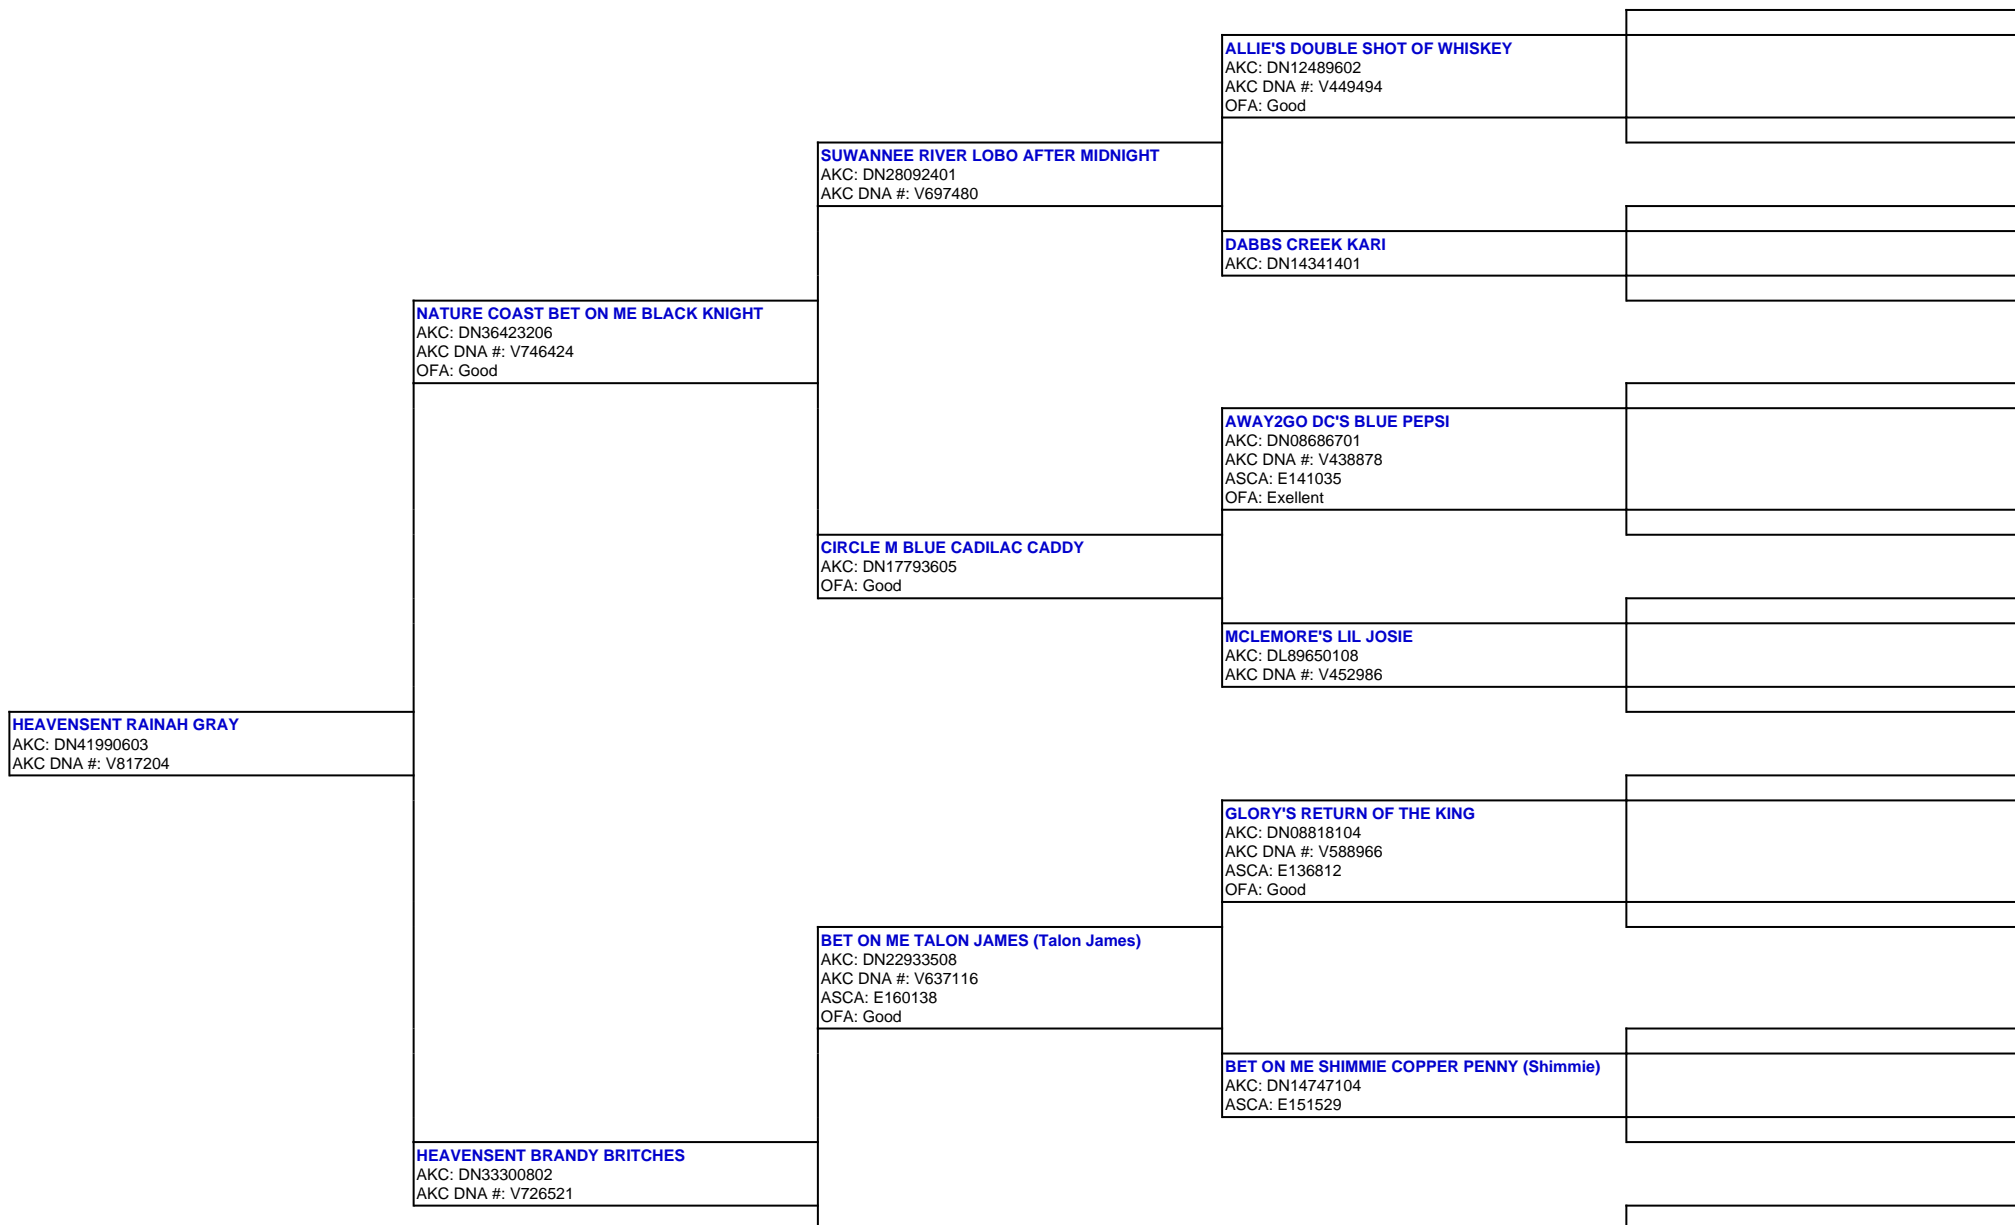 ALLIE'S DOUBLE SHOT OF WHISKEY
AKC: DN12489602
AKC DNA #: V449494
OFA: Good
SUWANNEE RIVER LOBO AFTER MIDNIGHT
AKC: DN28092401
AKC DNA #: V697480
DABBS CREEK KARI
AKC: DN14341401
NATURE COAST BET ON ME BLACK KNIGHT
AKC: DN36423206
AKC DNA #: V746424
OFA: Good
AWAY2GO DC'S BLUE PEPSI
AKC: DN08686701
AKC DNA #: V438878
ASCA: E141035
OFA: Exellent
CIRCLE M BLUE CADILAC CADDY
AKC: DN17793605
OFA: Good
MCLEMORE'S LIL JOSIE
AKC: DL89650108
AKC DNA #: V452986
HEAVENSENT RAINAH GRAY
AKC: DN41990603
AKC DNA #: V817204
GLORY'S RETURN OF THE KING
AKC: DN08818104
AKC DNA #: V588966
ASCA: E136812
OFA: Good
BET ON ME TALON JAMES (Talon James)
AKC: DN22933508
AKC DNA #: V637116
ASCA: E160138
OFA: Good
BET ON ME SHIMMIE COPPER PENNY (Shimmie)
AKC: DN14747104
ASCA: E151529
HEAVENSENT BRANDY BRITCHES
AKC: DN33300802
AKC DNA #: V726521